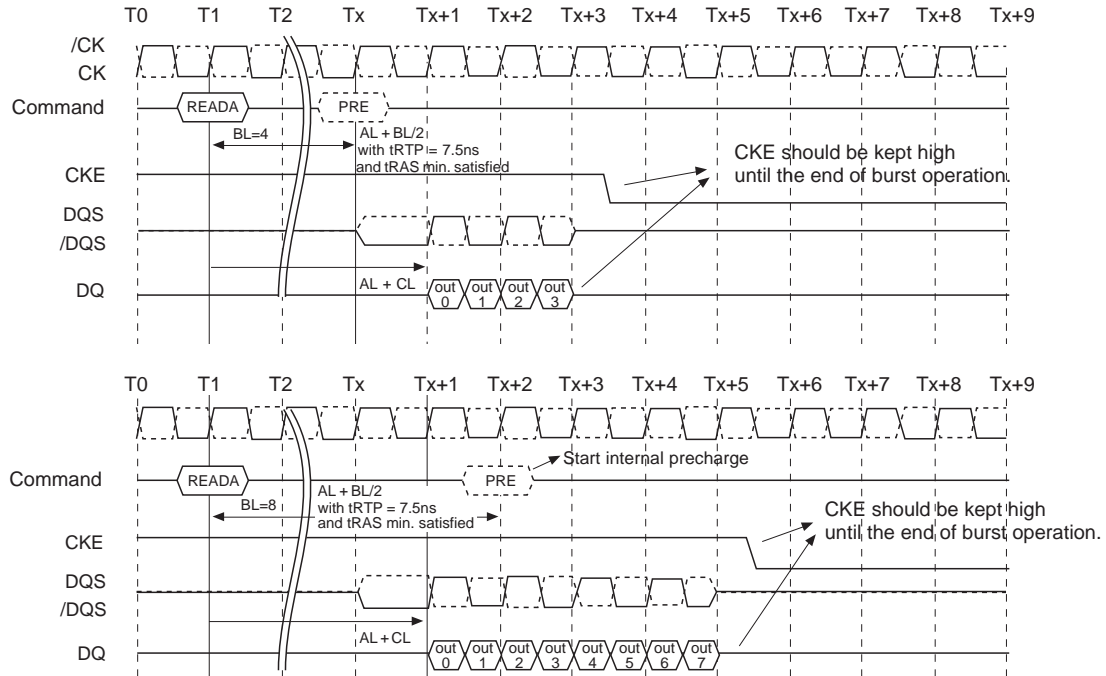 T0 T1 T2 Tx Tx+1 Tx+2 Tx+3 Tx+4 Tx+5 Tx+6 Tx+7 Tx+8 Tx+9
/CK
CK
Command READA PRE
BL=4
AL + BL/2
with tRTP = 7.5ns
and tRAS min. satisfied
CKE should be kept high
until the end of burst operation.
CKE
DQS
/DQS
AL + CL
DQ out 0 out 1 out 2 out 3
T0 T1 T2 Tx Tx+1 Tx+2 Tx+3 Tx+4 Tx+5 Tx+6 Tx+7 Tx+8 Tx+9
Start internal precharge
Command READA PRE
BL=8
AL + BL/2
with tRTP = 7.5ns
and tRAS min. satisfied
CKE should be kept high
until the end of burst operation.
CKE
DQS
/DQS
AL + CL
DQ out 0 out 1 out 2 out 3 out 4 out 5 out 6 out 7